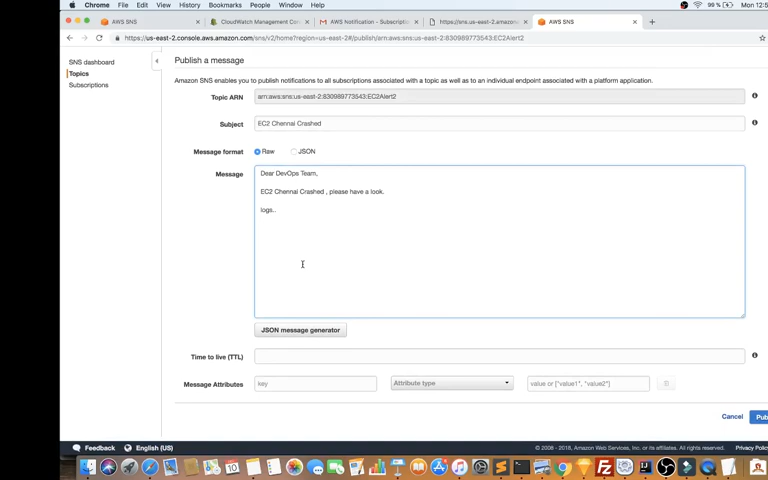 Chrome File Edit View History Bookmarks People Window Help
99% Mon 12:5
AWS SNS
CloudWatch Management Con
AWS Notification - Subscriptio
https://sns.us-east-2.amazona
AWS SNS
https://us-east-2.console.aws.amazon.com/sns/v2/home?region=us-east-2#/publish/arn:aws:sns:us-east-2:830989773543:EC2Alert2
SNS dashboard
Topics
Subscriptions
Publish a message
Amazon SNS enables you to publish notifications to all subscriptions associated with a topic as well as to an individual endpoint associated with a platform application.
Topic ARN arn:aws:sns:us-east-2:830989773543:EC2Alert2
Subject EC2 Chennai Crashed
Message format Raw JSON
Message Dear DevOps Team,
EC2 Chennai Crashed , please have a look.
logs..
JSON message generator
Time to live (TTL)
Message Attributes key Attribute type value or ["value1", "value2"]
Cancel Pub
Feedback English (US) © 2008 - 2018, Amazon Web Services, Inc. or its affiliates. All rights reserved. Privacy Polic
10